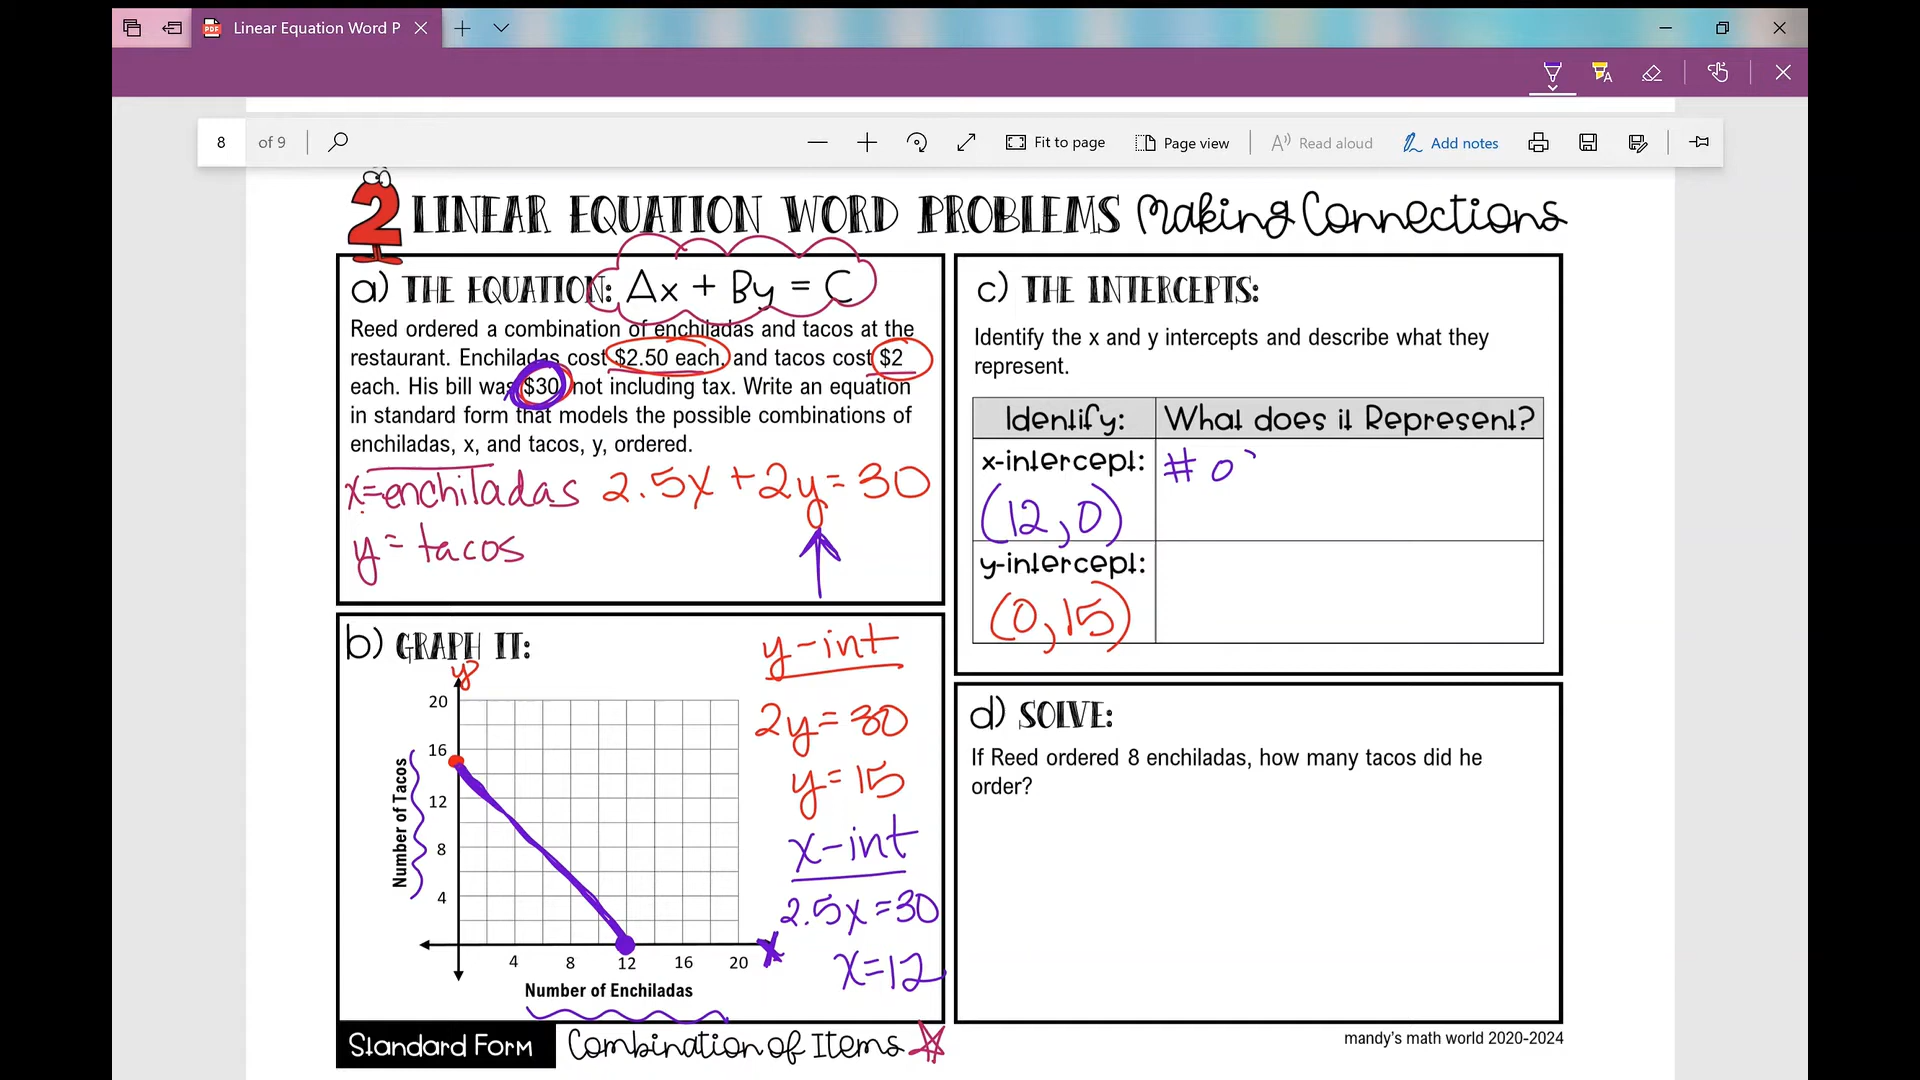 Linear Equation Word P
8 of 9
Fit to page
Page view
Read aloud
Add notes
2 LINEAR EQUATION WORD PROBLEMS Making Connections
a) THE EQUATION: Ax + By = C
Reed ordered a combination of enchiladas and tacos at the
restaurant. Enchiladas cost $2.50 each, and tacos cost $2
each. His bill was $30 not including tax. Write an equation
in standard form that models the possible combinations of
enchiladas, x, and tacos, y, ordered.
x=enchiladas 2.5x +2y=30
y= tacos
b) GRAPH IT:
y
20
16
12
8
4
4 8 12 16 20 x
Number of Tacos
Number of Enchiladas
y-int
2y=30
y=15
x-int
2.5x=30
x=12
Standard Form Combination of Items
c) THE INTERCEPTS:
Identify the x and y intercepts and describe what they
represent.
Identify: What does it Represent?
x-intercept: # o
(12,0)
y-intercept:
(0,15)
d) SOLVE:
If Reed ordered 8 enchiladas, how many tacos did he
order?
mandy's math world 2020-2024